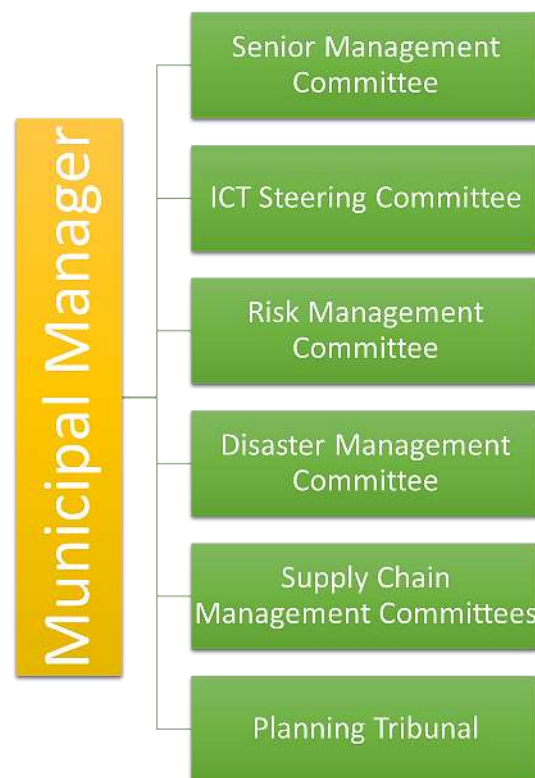 Municipal Manager
Senior Management
Committee
ICT Steering Committee
Risk Management
Committee
Disaster Management
Committee
Supply Chain
Management Committees
Planning Tribunal